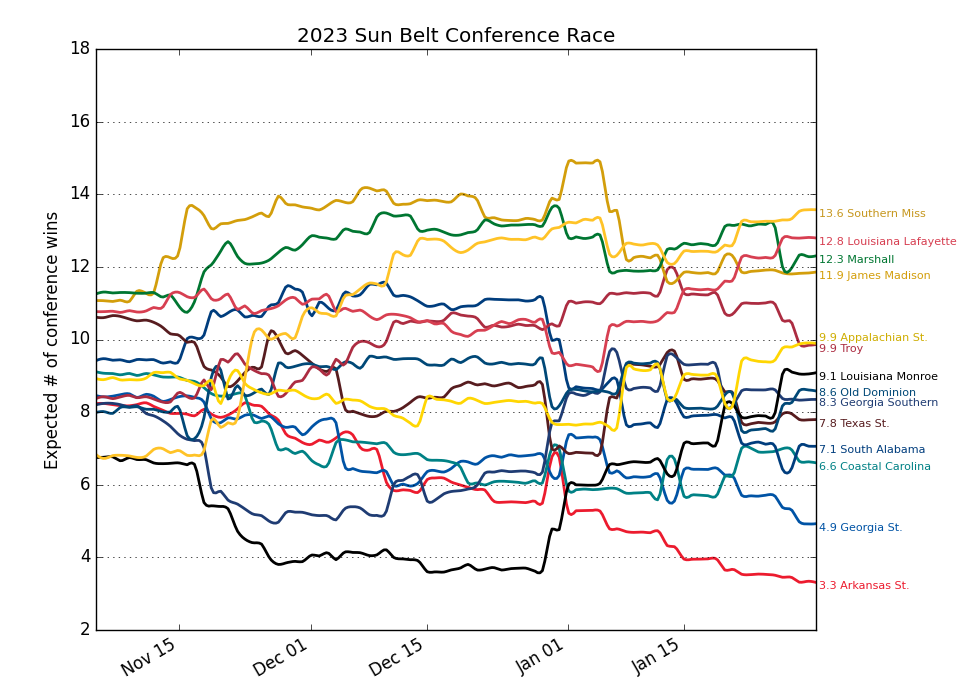 2023 Sun Belt Conference Race
Expected # of conference wins
18
16
14
12
10
8
6
4
2
Nov 15
Dec 01
Dec 15
Jan 01
Jan 15
13.6 Southern Miss
12.8 Louisiana Lafayette
12.3 Marshall
11.9 James Madison
9.9 Appalachian St.
9.9 Troy
9.1 Louisiana Monroe
8.6 Old Dominion
8.3 Georgia Southern
7.8 Texas St.
7.1 South Alabama
6.6 Coastal Carolina
4.9 Georgia St.
3.3 Arkansas St.